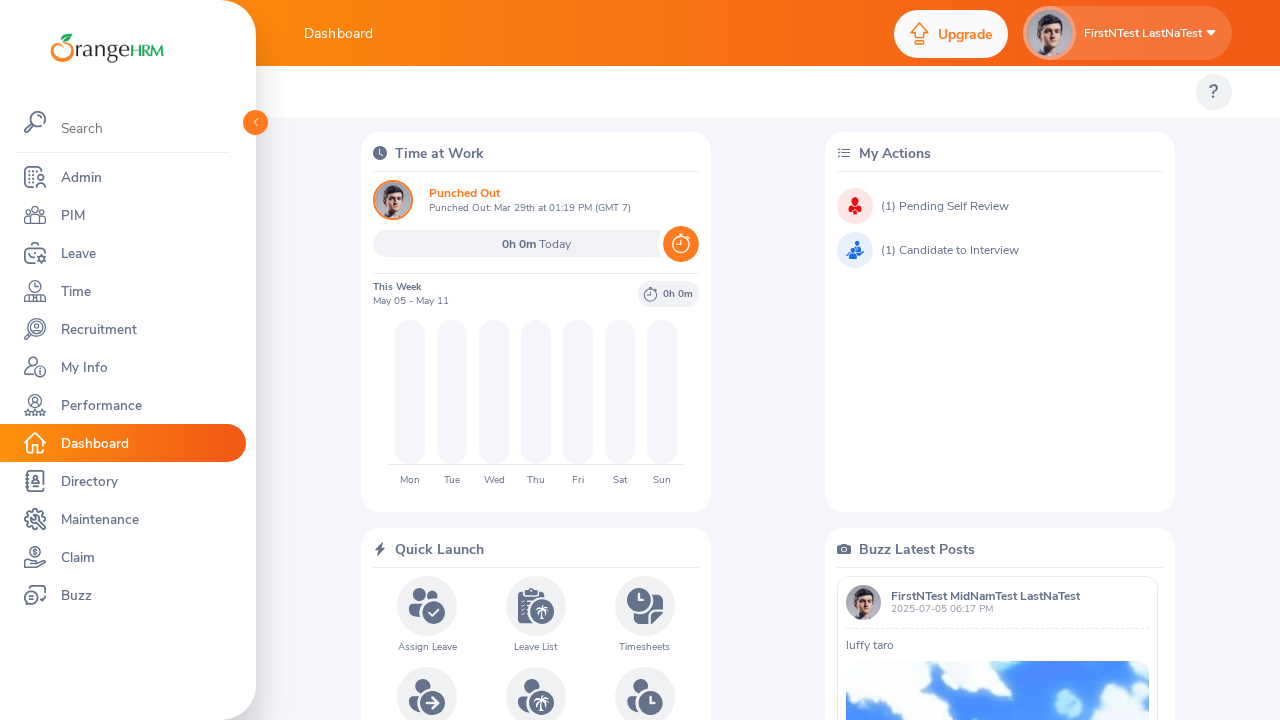 OrangeHRM
Dashboard
Upgrade
FirstNTest LastNaTest
?
Search
Admin
PIM
Leave
Time
Recruitment
My Info
Performance
Dashboard
Directory
Maintenance
Claim
Buzz
Time at Work
Punched Out
Punched Out: Mar 29th at 01:19 PM (GMT 7)
0h 0m Today
This Week
May 05 - May 11
0h 0m
Mon Tue Wed Thu Fri Sat Sun
My Actions
(1) Pending Self Review
(1) Candidate to Interview
Quick Launch
Assign Leave
Leave List
Timesheets
Buzz Latest Posts
FirstNTest MidNamTest LastNaTest
2025-07-05 06:17 PM
luffy taro